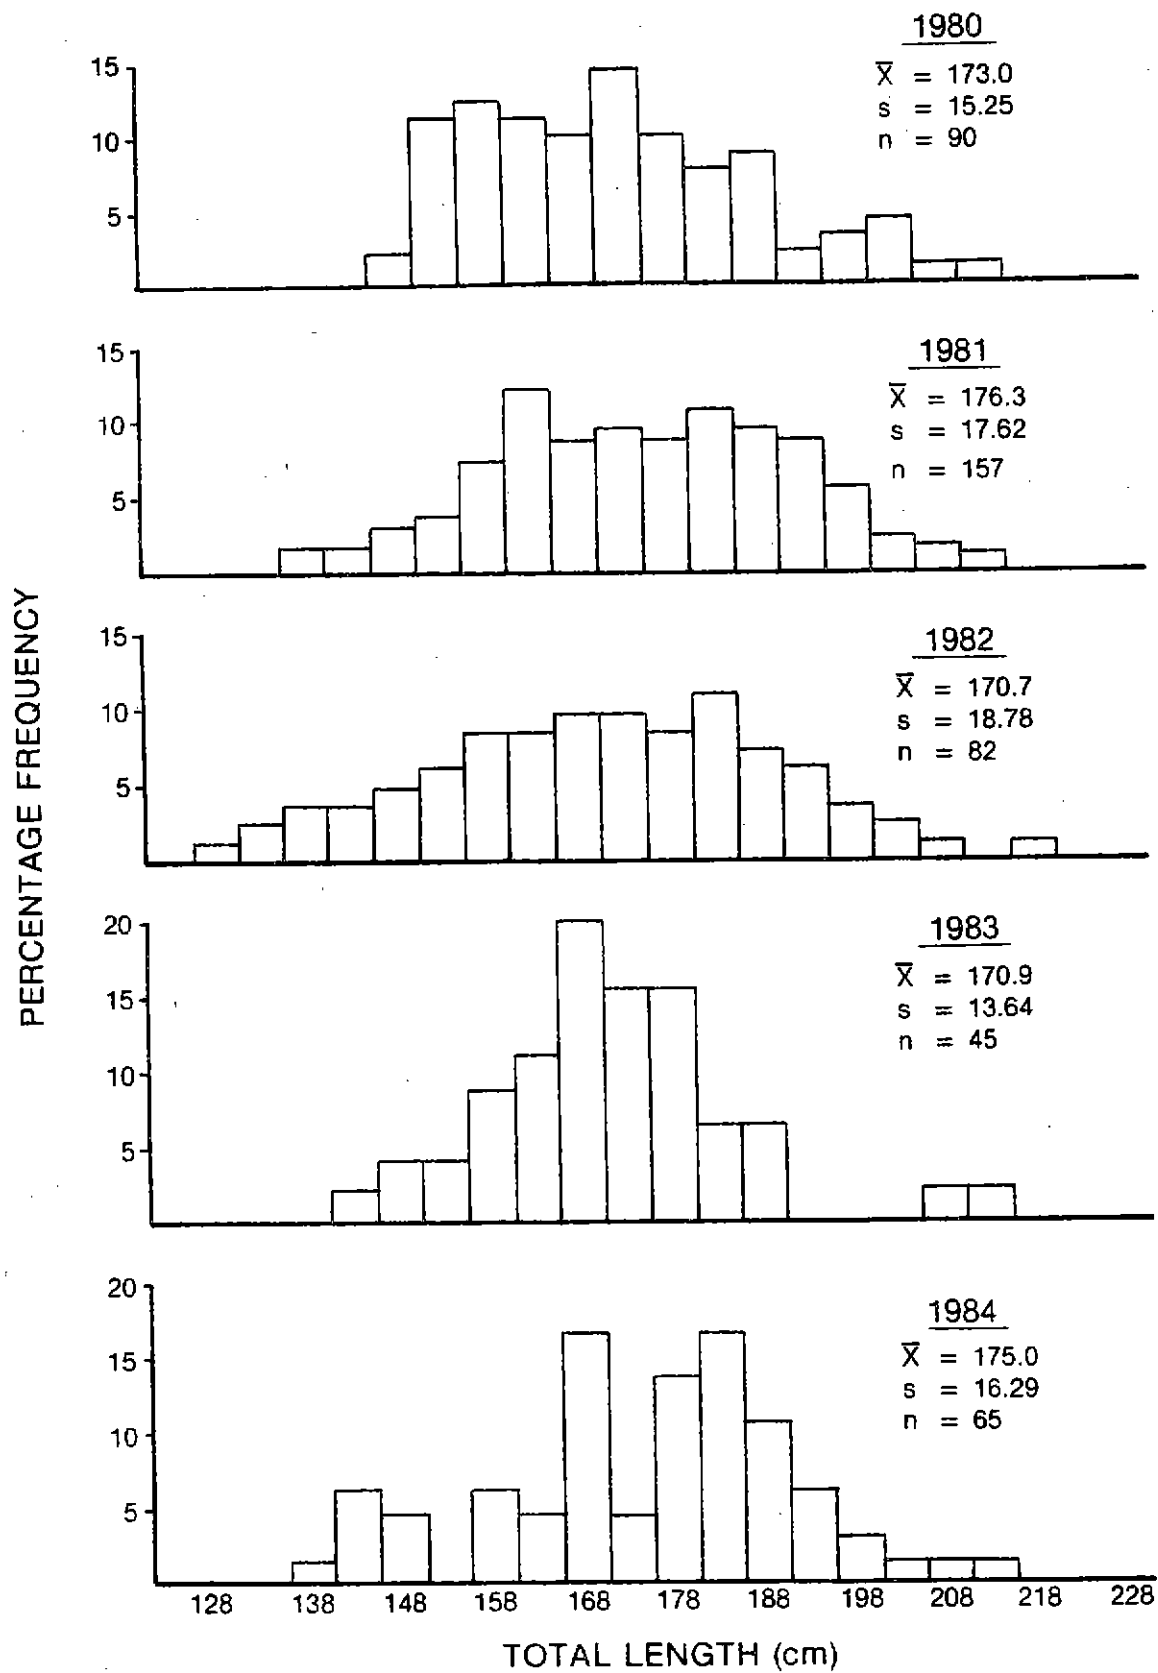 1980
X̄ = 173.0
s = 15.25
n = 90
15
10
5
1981
X̄ = 176.3
s = 17.62
n = 157
15
10
5
1982
X̄ = 170.7
s = 18.78
n = 82
15
10
5
1983
X̄ = 170.9
s = 13.64
n = 45
20
15
10
5
1984
X̄ = 175.0
s = 16.29
n = 65
20
15
10
5
PERCENTAGE FREQUENCY
128 138 148 158 168 178 188 198 208 218 228
TOTAL LENGTH (cm)